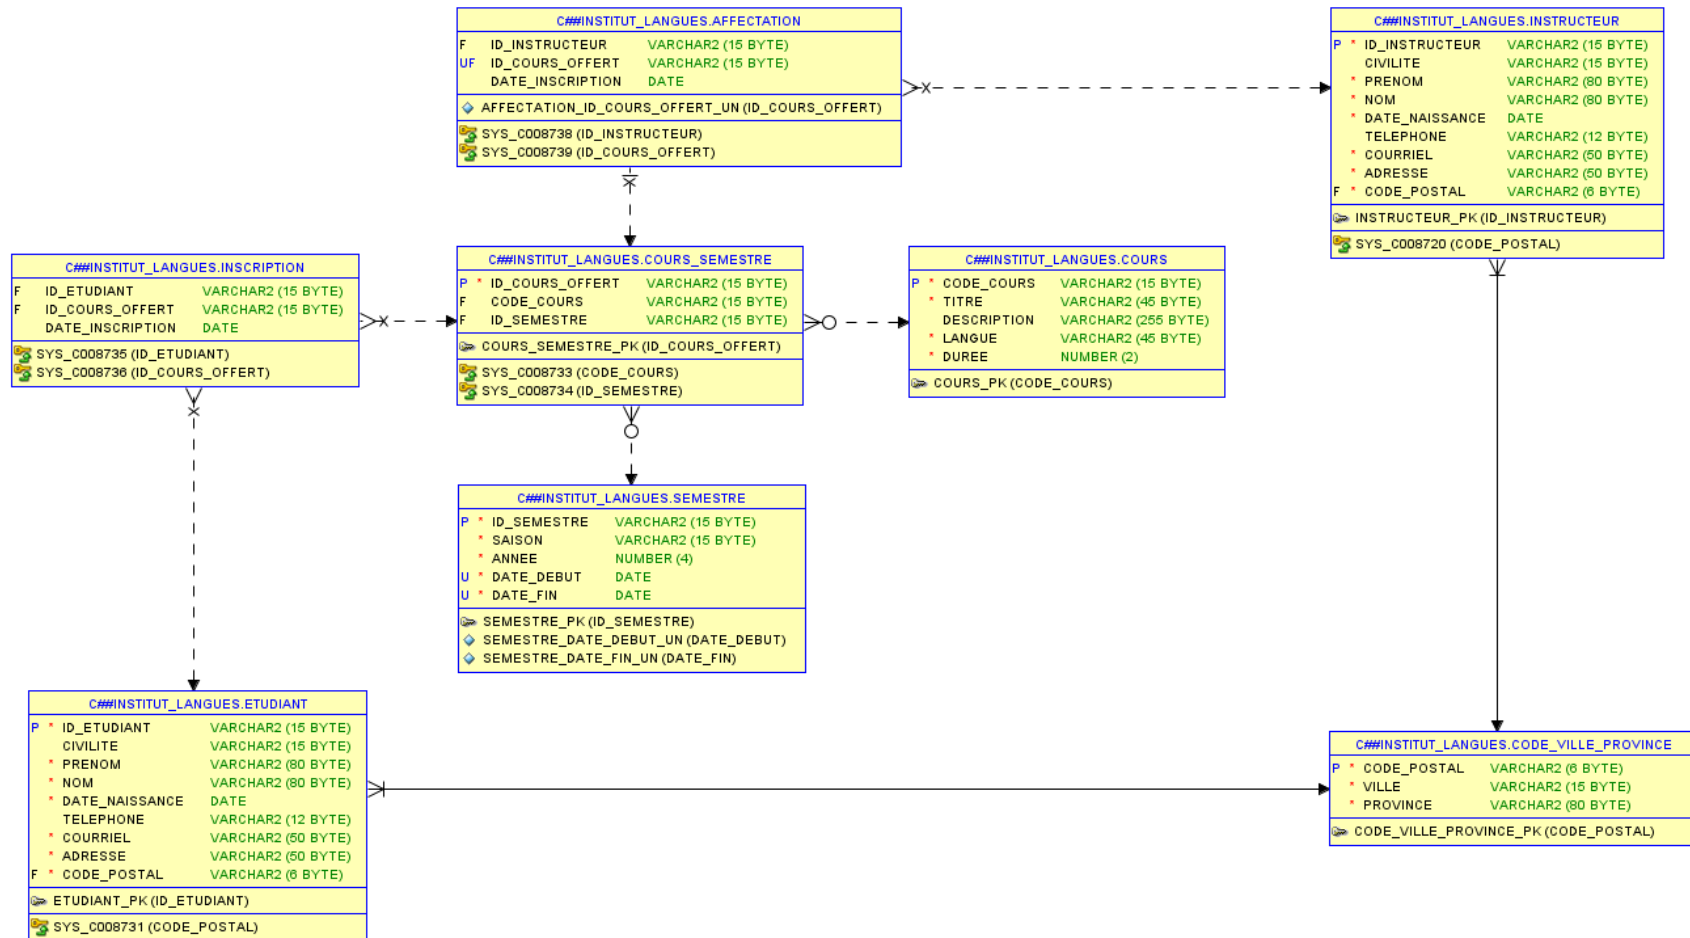 C##INSTITUT_LANGUES.AFFECTATION
F ID_INSTRUCTEUR VARCHAR2 (15 BYTE)
UF ID_COURS_OFFERT VARCHAR2 (15 BYTE)
DATE_INSCRIPTION DATE
AFFECTATION_ID_COURS_OFFERT_UN (ID_COURS_OFFERT)
SYS_C008738 (ID_INSTRUCTEUR)
SYS_C008739 (ID_COURS_OFFERT)
C##INSTITUT_LANGUES.INSTRUCTEUR
P * ID_INSTRUCTEUR VARCHAR2 (15 BYTE)
CIVILITE VARCHAR2 (15 BYTE)
* PRENOM VARCHAR2 (80 BYTE)
* NOM VARCHAR2 (80 BYTE)
* DATE_NAISSANCE DATE
TELEPHONE VARCHAR2 (12 BYTE)
* COURRIEL VARCHAR2 (50 BYTE)
* ADRESSE VARCHAR2 (50 BYTE)
F * CODE_POSTAL VARCHAR2 (6 BYTE)
INSTRUCTEUR_PK (ID_INSTRUCTEUR)
SYS_C008720 (CODE_POSTAL)
C##INSTITUT_LANGUES.INSCRIPTION
F ID_ETUDIANT VARCHAR2 (15 BYTE)
F ID_COURS_OFFERT VARCHAR2 (15 BYTE)
DATE_INSCRIPTION DATE
SYS_C008735 (ID_ETUDIANT)
SYS_C008736 (ID_COURS_OFFERT)
C##INSTITUT_LANGUES.COURS_SEMESTRE
P * ID_COURS_OFFERT VARCHAR2 (15 BYTE)
F CODE_COURS VARCHAR2 (15 BYTE)
F ID_SEMESTRE VARCHAR2 (15 BYTE)
COURS_SEMESTRE_PK (ID_COURS_OFFERT)
SYS_C008733 (CODE_COURS)
SYS_C008734 (ID_SEMESTRE)
C##INSTITUT_LANGUES.COURS
P * CODE_COURS VARCHAR2 (15 BYTE)
* TITRE VARCHAR2 (45 BYTE)
DESCRIPTION VARCHAR2 (255 BYTE)
* LANGUE VARCHAR2 (45 BYTE)
* DUREE NUMBER (2)
COURS_PK (CODE_COURS)
C##INSTITUT_LANGUES.SEMESTRE
P * ID_SEMESTRE VARCHAR2 (15 BYTE)
* SAISON VARCHAR2 (15 BYTE)
* ANNEE NUMBER (4)
U * DATE_DEBUT DATE
U * DATE_FIN DATE
SEMESTRE_PK (ID_SEMESTRE)
SEMESTRE_DATE_DEBUT_UN (DATE_DEBUT)
SEMESTRE_DATE_FIN_UN (DATE_FIN)
C##INSTITUT_LANGUES.ETUDIANT
P * ID_ETUDIANT VARCHAR2 (15 BYTE)
CIVILITE VARCHAR2 (15 BYTE)
* PRENOM VARCHAR2 (80 BYTE)
* NOM VARCHAR2 (80 BYTE)
* DATE_NAISSANCE DATE
TELEPHONE VARCHAR2 (12 BYTE)
* COURRIEL VARCHAR2 (50 BYTE)
* ADRESSE VARCHAR2 (50 BYTE)
F * CODE_POSTAL VARCHAR2 (6 BYTE)
ETUDIANT_PK (ID_ETUDIANT)
SYS_C008731 (CODE_POSTAL)
C##INSTITUT_LANGUES.CODE_VILLE_PROVINCE
P * CODE_POSTAL VARCHAR2 (6 BYTE)
* VILLE VARCHAR2 (15 BYTE)
* PROVINCE VARCHAR2 (80 BYTE)
CODE_VILLE_PROVINCE_PK (CODE_POSTAL)